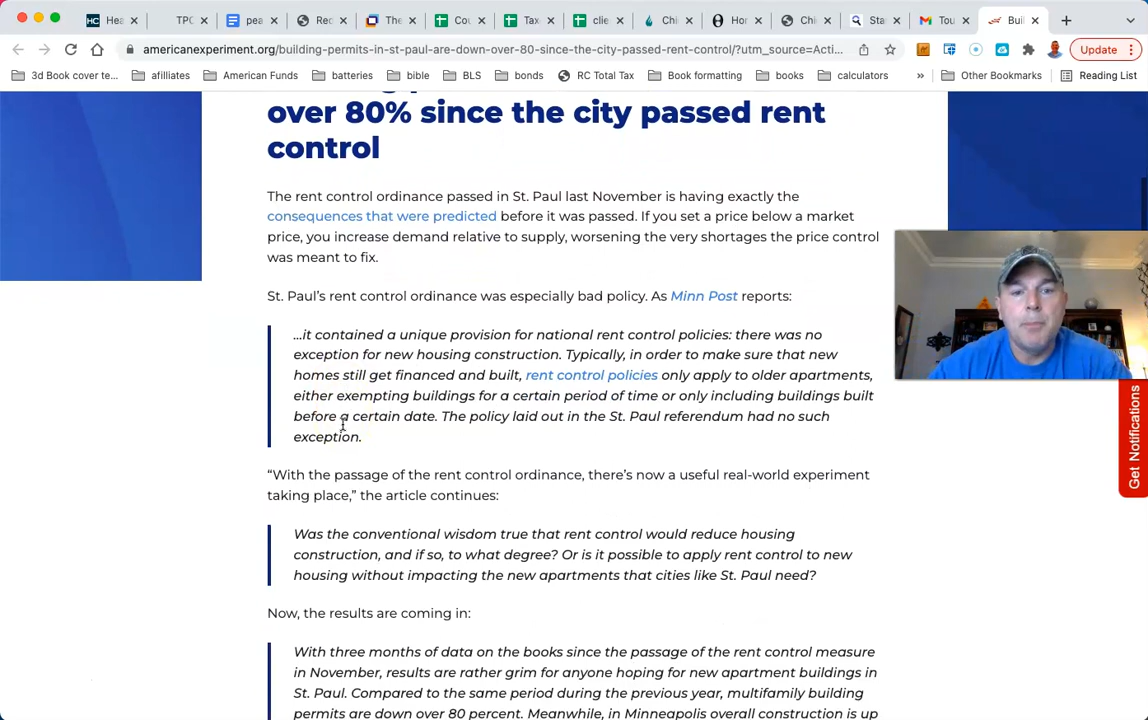 Hea
TPC
pea
Rec
The
Cou
Tax
clie
Chi
Hor
Chi
Sta
Tou
Buil
americanexperiment.org/building-permits-in-st-paul-are-down-over-80-since-the-city-passed-rent-control/?utm_source=Acti...
Update
3d Book cover te...
afilliates
American Funds
batteries
bible
BLS
bonds
RC Total Tax
Book formatting
books
calculators
»
Other Bookmarks
Reading List
over 80% since the city passed rent
control
The rent control ordinance passed in St. Paul last November is having exactly the
consequences that were predicted before it was passed. If you set a price below a market
price, you increase demand relative to supply, worsening the very shortages the price control
was meant to fix.
St. Paul’s rent control ordinance was especially bad policy. As Minn Post reports:
…it contained a unique provision for national rent control policies: there was no
exception for new housing construction. Typically, in order to make sure that new
homes still get financed and built, rent control policies only apply to older apartments,
either exempting buildings for a certain period of time or only including buildings built
before a certain date. The policy laid out in the St. Paul referendum had no such
exception.
“With the passage of the rent control ordinance, there’s now a useful real-world experiment
taking place,” the article continues:
Was the conventional wisdom true that rent control would reduce housing
construction, and if so, to what degree? Or is it possible to apply rent control to new
housing without impacting the new apartments that cities like St. Paul need?
Now, the results are coming in:
With three months of data on the books since the passage of the rent control measure
in November, results are rather grim for anyone hoping for new apartment buildings in
St. Paul. Compared to the same period during the previous year, multifamily building
permits are down over 80 percent. Meanwhile, in Minneapolis overall construction is up
Get Notifications